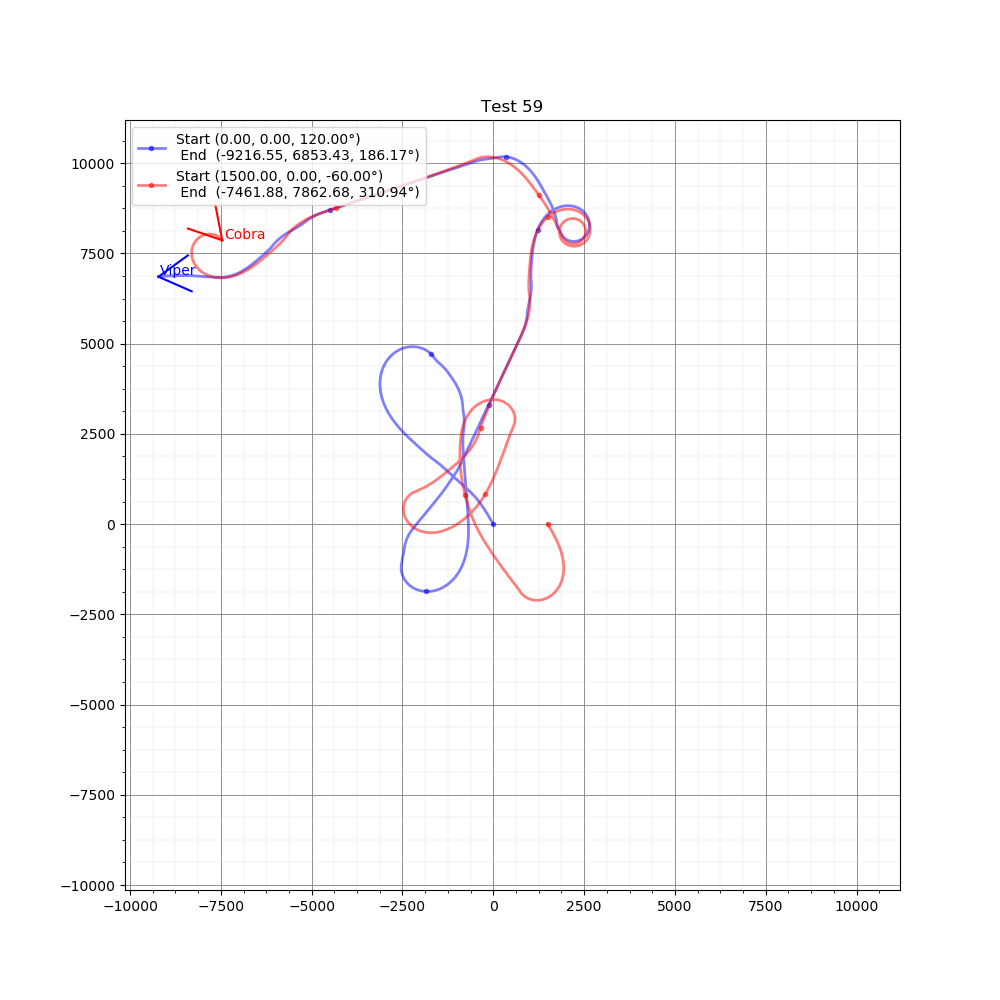 Test 59
Start (0.00, 0.00, 120.00°)
End (-9216.55, 6853.43, 186.17°)
Start (1500.00, 0.00, -60.00°)
End (-7461.88, 7862.68, 310.94°)
Cobra
Viper
10000
7500
5000
2500
0
−2500
−5000
−7500
−10000
−10000 −7500 −5000 −2500 0 2500 5000 7500 10000